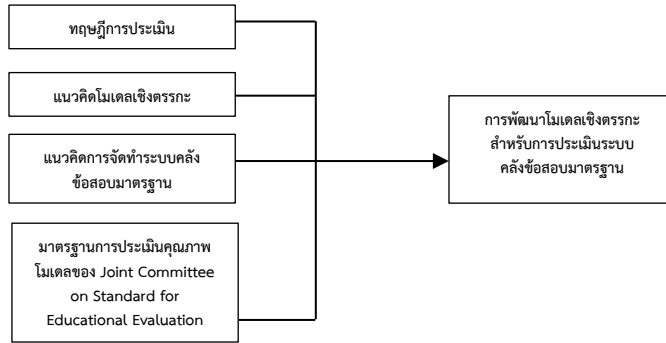 ทฤษฎีการประเมิน
แนวคิดโมเดลเชิงตรรกะ
แนวคิดการจัดทำระบบคลัง
ข้อสอบมาตรฐาน
มาตรฐานการประเมินคุณภาพ
โมเดลของ Joint Committee
on Standard for
Educational Evaluation
การพัฒนาโมเดลเชิงตรรกะ
สำหรับการประเมินระบบ
คลังข้อสอบมาตรฐาน